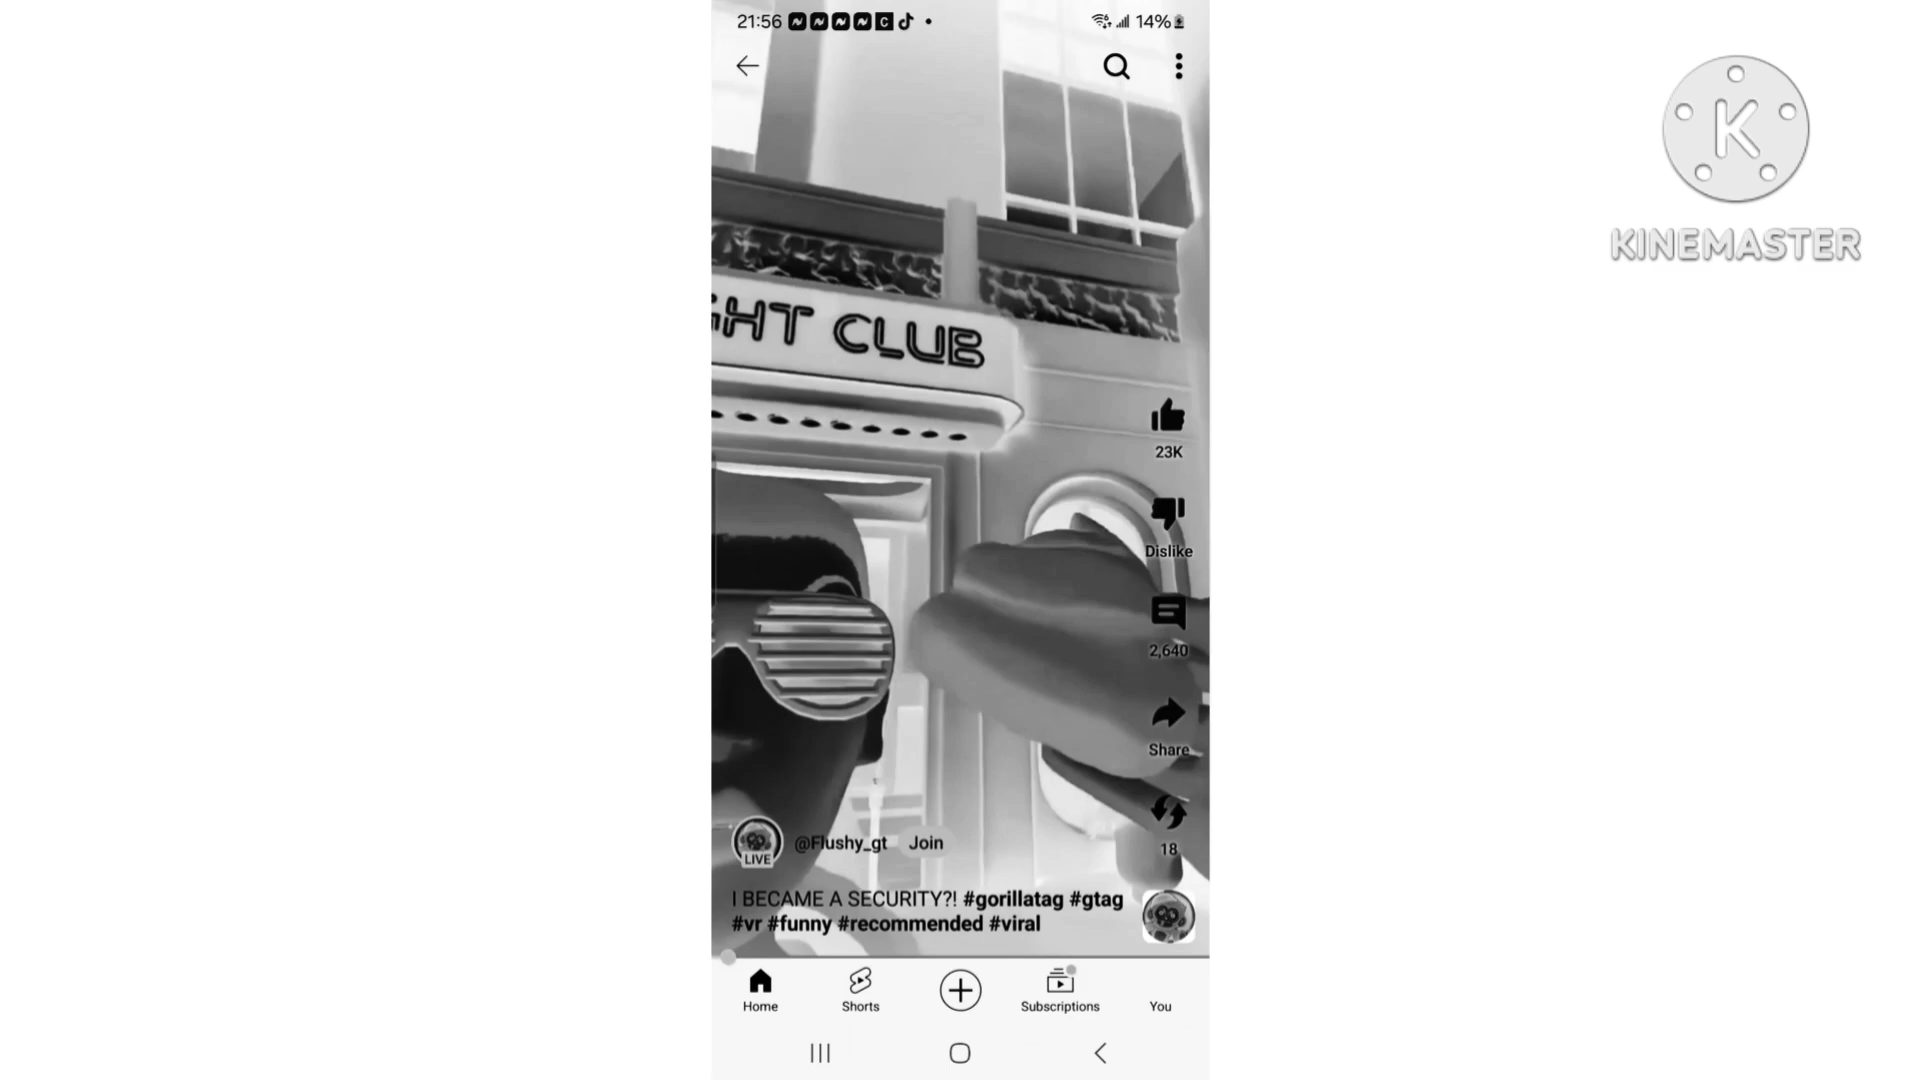 21:56
14%
GHT CLUB
23K
Dislike
2,640
Share
18
@Flushy_gt Join
LIVE
I BECAME A SECURITY?! #gorillatag #gtag
#vr #funny #recommended #viral
Home Shorts Subscriptions You
K
KINEMASTER